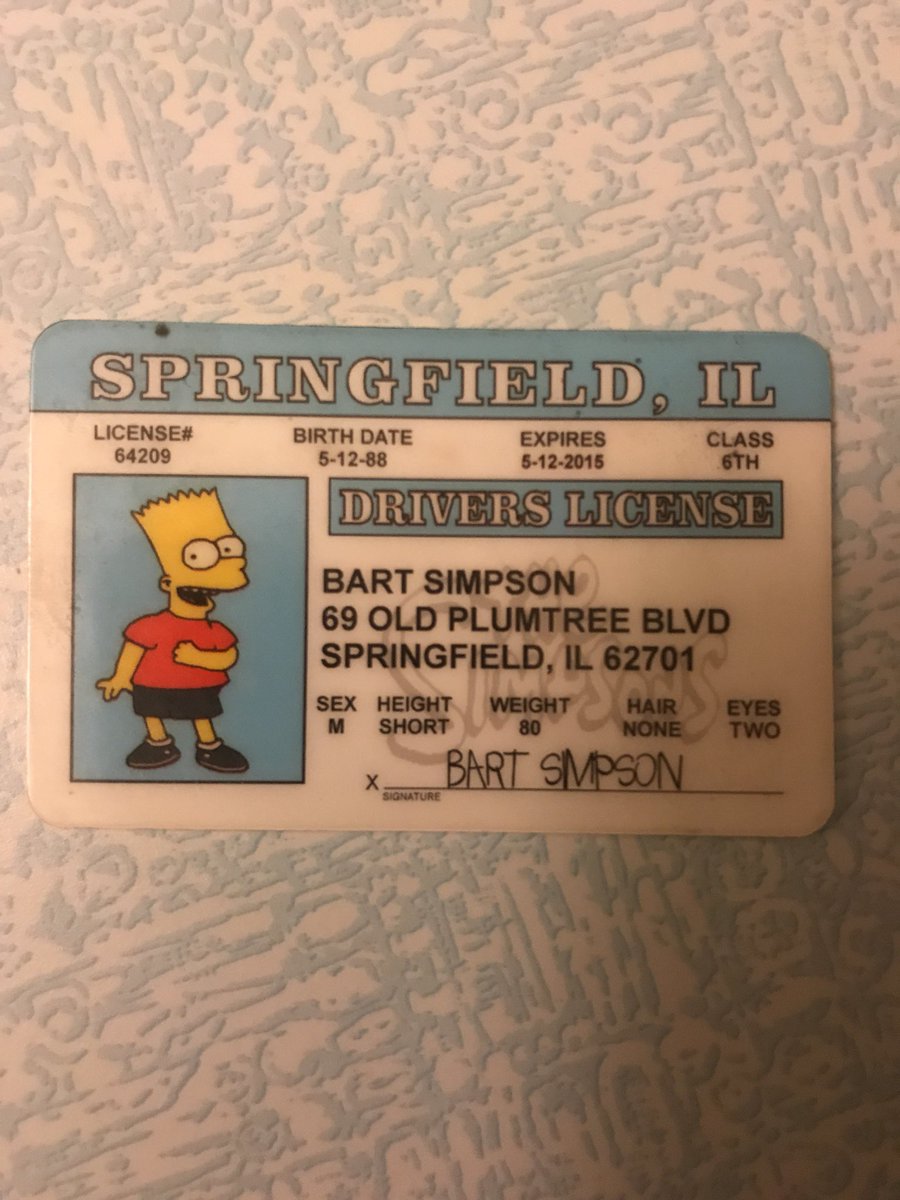 SPRINGFIELD, IL
LICENSE# BIRTH DATE EXPIRES CLASS
64209 5-12-88 5-12-2015 6TH
DRIVERS LICENSE
BART SIMPSON
69 OLD PLUMTREE BLVD
SPRINGFIELD, IL 62701
The Simpsons
SEX HEIGHT WEIGHT HAIR EYES
M SHORT 80 NONE TWO
X BART SIMPSON
SIGNATURE